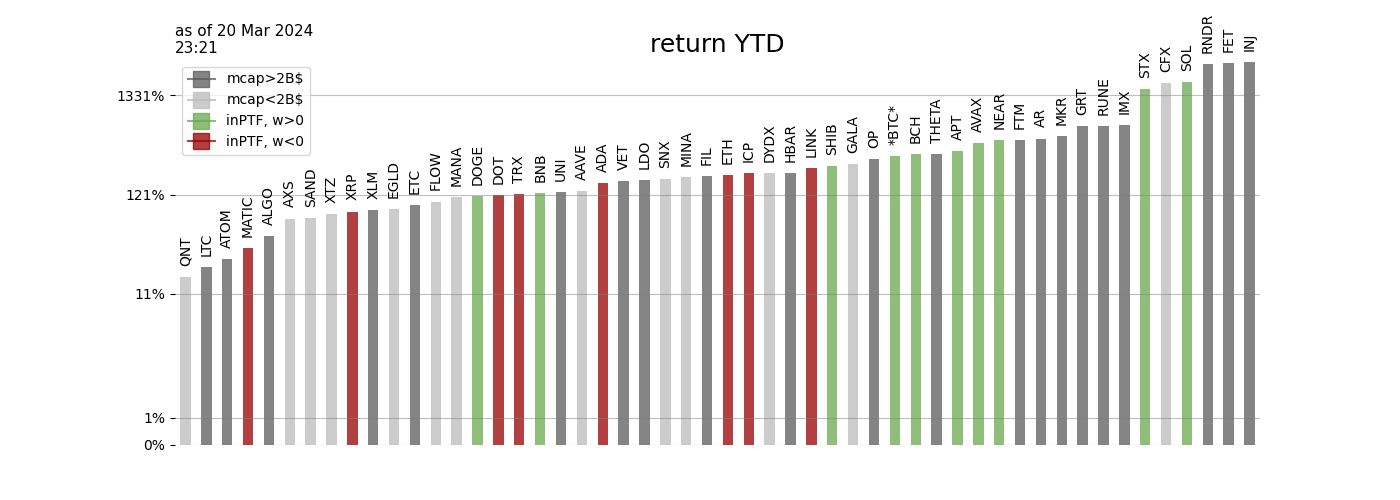 as of 20 Mar 2024
23:21
return YTD
mcap>2B$
mcap<2B$
inPTF, w>0
inPTF, w<0
1331%
121%
11%
1%
0%
QNT
LTC
ATOM
MATIC
ALGO
AXS
SAND
XTZ
XRP
XLM
EGLD
ETC
FLOW
MANA
DOGE
DOT
TRX
BNB
UNI
AAVE
ADA
VET
LDO
SNX
MINA
FIL
ETH
ICP
DYDX
HBAR
LINK
SHIB
GALA
OP
*BTC*
BCH
THETA
APT
AVAX
NEAR
FTM
AR
MKR
GRT
RUNE
IMX
STX
CFX
SOL
RNDR
FET
INJ